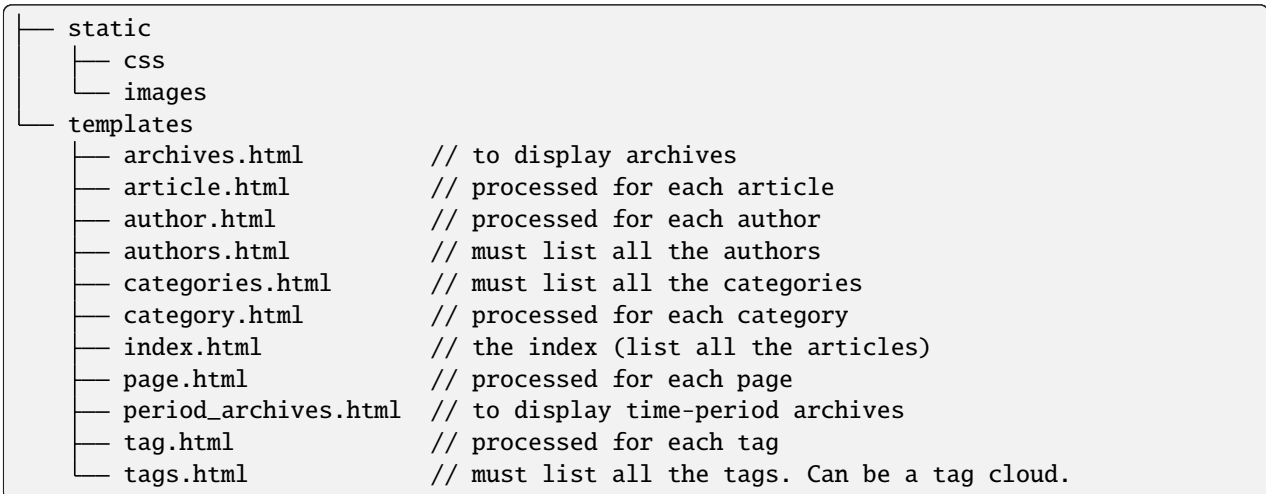 ├── static
│   ├── css
│   └── images
└── templates
    ├── archives.html         // to display archives
    ├── article.html          // processed for each article
    ├── author.html           // processed for each author
    ├── authors.html          // must list all the authors
    ├── categories.html       // must list all the categories
    ├── category.html         // processed for each category
    ├── index.html            // the index (list all the articles)
    ├── page.html             // processed for each page
    ├── period_archives.html  // to display time-period archives
    ├── tag.html              // processed for each tag
    └── tags.html             // must list all the tags. Can be a tag cloud.